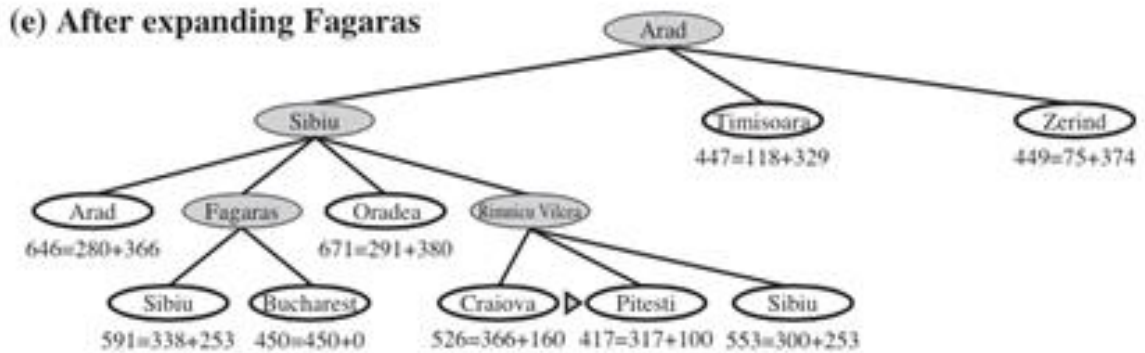 (e) After expanding Fagaras
Arad
Sibiu
Timisoara
Zerind
447=118+329
449=75+374
Arad
Fagaras
Oradea
Rimnicu Vilcea
646=280+366
671=291+380
Sibiu
Bucharest
Craiova
Pitesti
Sibiu
591=338+253
450=450+0
526=366+160
417=317+100
553=300+253